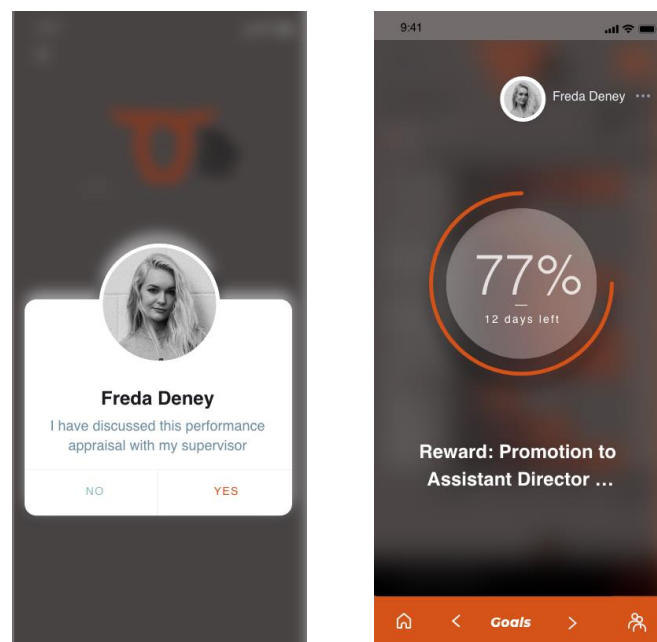 Freda Deney
I have discussed this performance
appraisal with my supervisor
NO YES
9:41
Freda Deney
77%
12 days left
Reward: Promotion to
Assistant Director ...
Goals